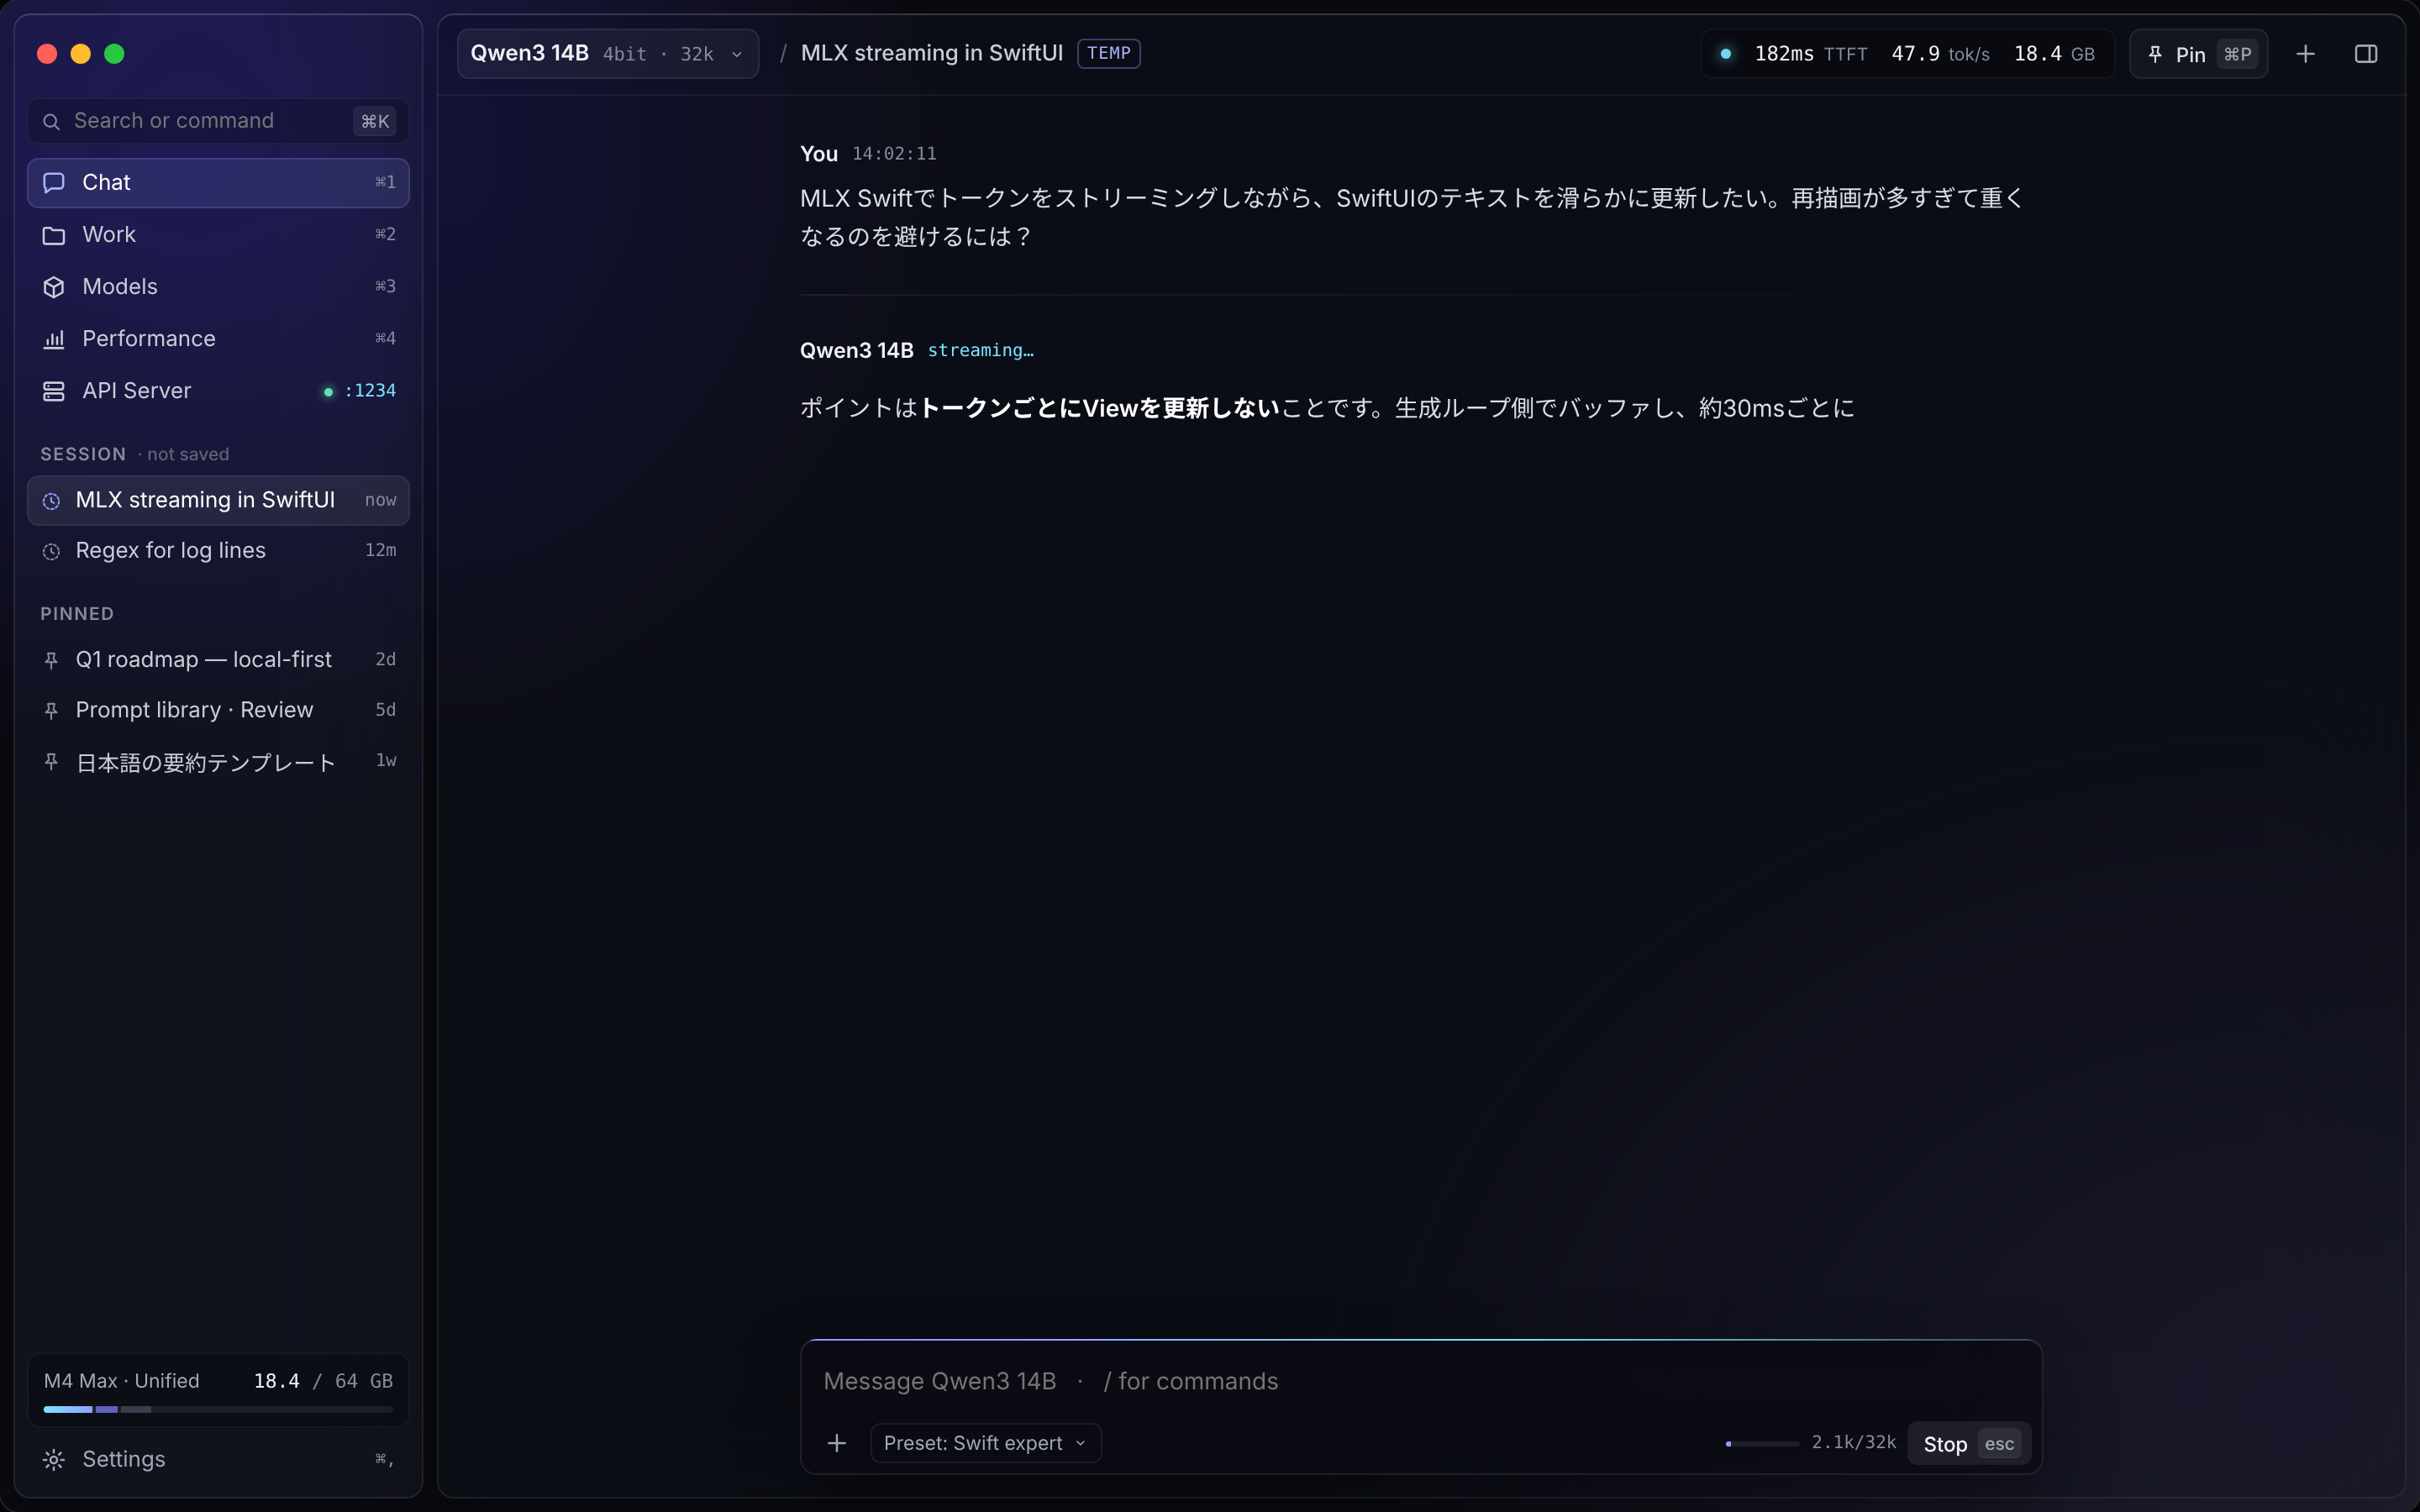 Search or command ⌘K
Chat ⌘1
Work ⌘2
Models ⌘3
Performance ⌘4
API Server :1234
SESSION · not saved
MLX streaming in SwiftUI now
Regex for log lines 12m
PINNED
Q1 roadmap — local-first 2d
Prompt library · Review 5d
日本語の要約テンプレート 1w
M4 Max · Unified 18.4 / 64 GB
Settings ⌘,
Qwen3 14B 4bit · 32k / MLX streaming in SwiftUI TEMP 182ms TTFT 47.9 tok/s 18.4 GB Pin ⌘P
You 14:02:11
MLX Swiftでトークンをストリーミングしながら、SwiftUIのテキストを滑らかに更新したい。再描画が多すぎて重く
なるのを避けるには？
Qwen3 14B streaming…
ポイントはトークンごとにViewを更新しないことです。生成ループ側でバッファし、約30msごとに
Message Qwen3 14B · / for commands
Preset: Swift expert 2.1k/32k Stop esc